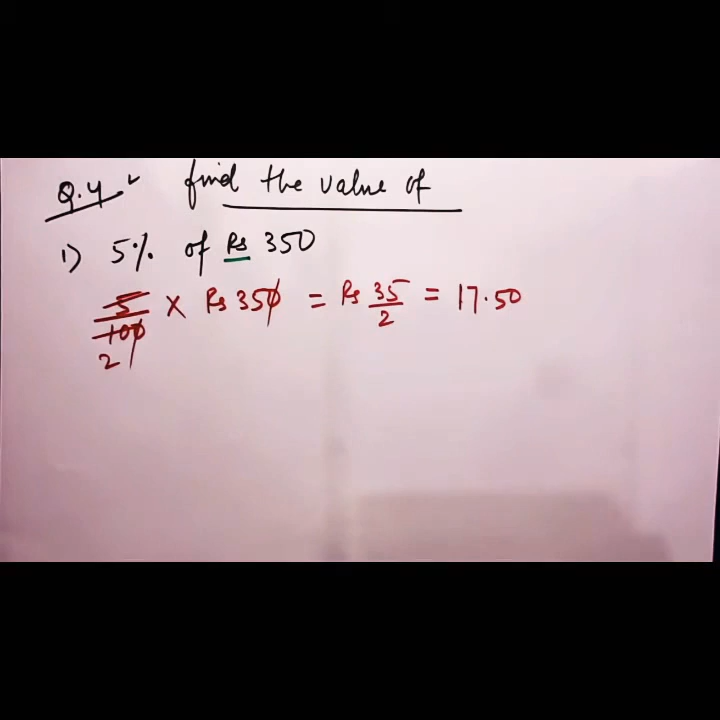 Q.4 find the value of
1) 5% of Rs 350
5/100 × Rs 350 = Rs 35/2 = 17.50
2